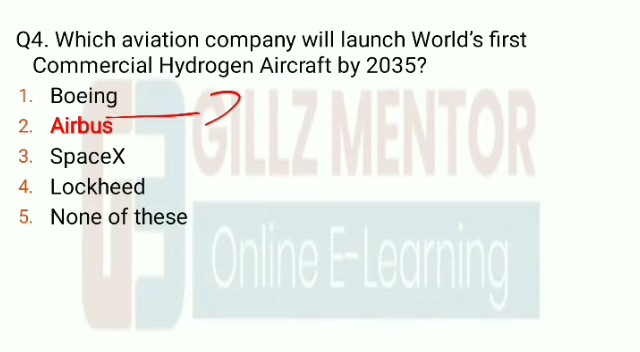 Q4. Which aviation company will launch World's first
Commercial Hydrogen Aircraft by 2035?
1. Boeing
2. Airbus
3. SpaceX
4. Lockheed
5. None of these
GILLZ MENTOR
Online E-Learning